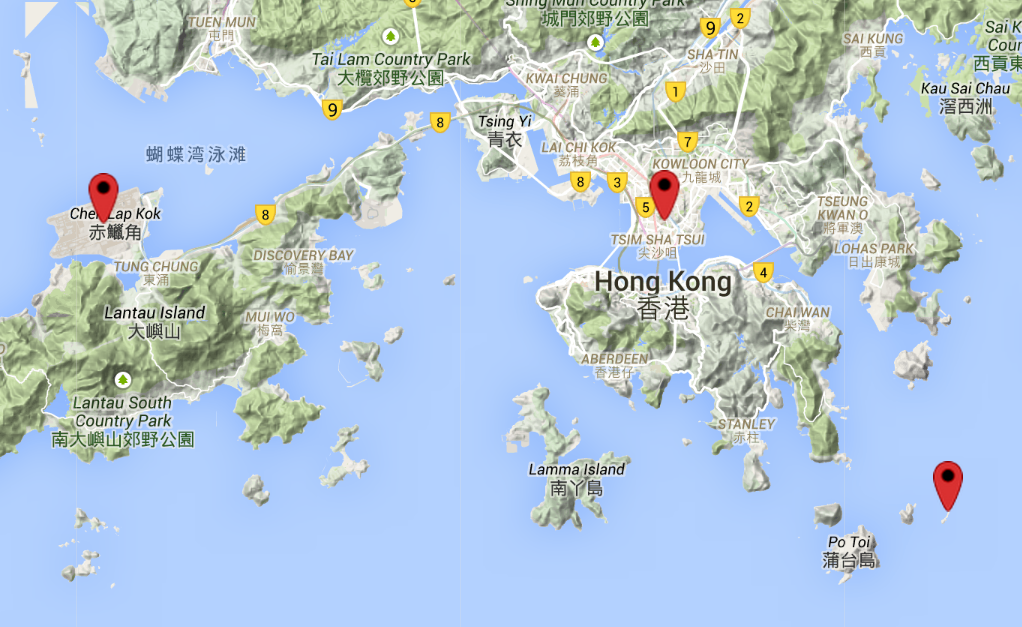 8
Shing Mun Country Park
城門郊野公園
9
2
TUEN MUN
屯門
SAI KUNG
西貢
Sai K
Cou
西貢東
Tai Lam Country Park
大欖郊野公園
SHA TIN
沙田
KWAI CHUNG
葵涌
1
Kau Sai Chau
滘西洲
9
8
Tsing Yi
青衣
7
LAI CHI KOK
荔枝角
蝴蝶湾泳滩
KOWLOON CITY
九龍城
8
3
5
2
Chek Lap Kok
赤鱲角
8
TSEUNG
KWAN O
將軍澳
TSIM SHA TSUI
尖沙咀
LOHAS PARK
日出康城
DISCOVERY BAY
愉景灣
TUNG CHUNG
東涌
4
Hong Kong
香港
Lantau Island
大嶼山
MUI WO
梅窩
CHAI WAN
柴灣
ABERDEEN
香港仔
Lantau South
Country Park
南大嶼山郊野公園
STANLEY
赤柱
Lamma Island
南丫島
Po Toi
蒲台島